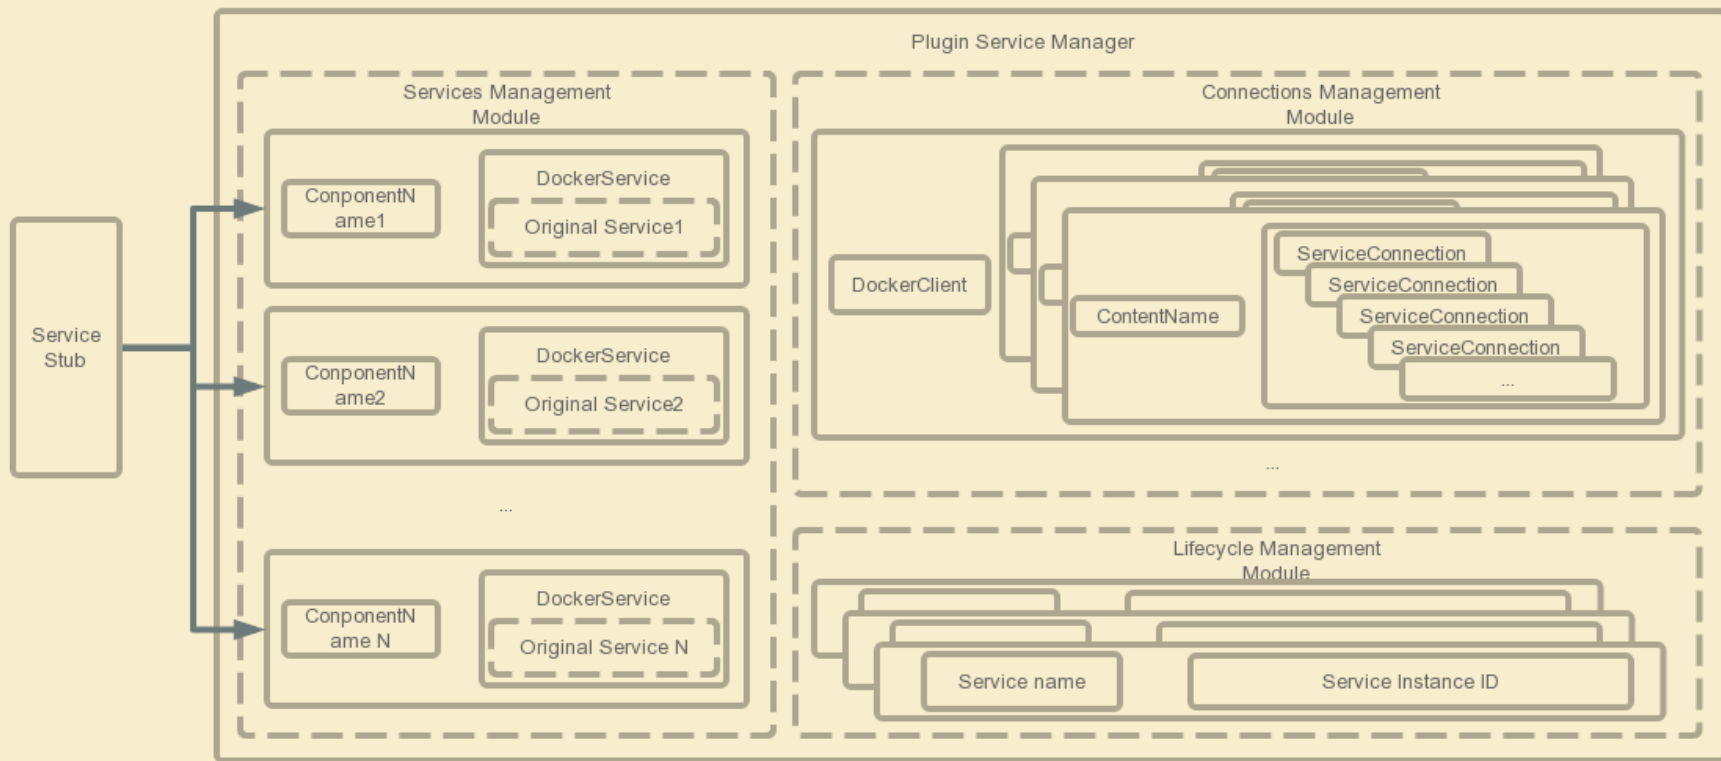 Plugin Service Manager
Service
Stub
Services Management
Module
ConponentN
ame1
DockerService
Original Service1
ConponentN
ame2
DockerService
Original Service2
...
ConponentN
ame N
DockerService
Original Service N
Connections Management
Module
DockerClient
ContentName
ServiceConnection
ServiceConnection
ServiceConnection
ServiceConnection
...
...
Lifecycle Management
Module
Service name
Service Instance ID